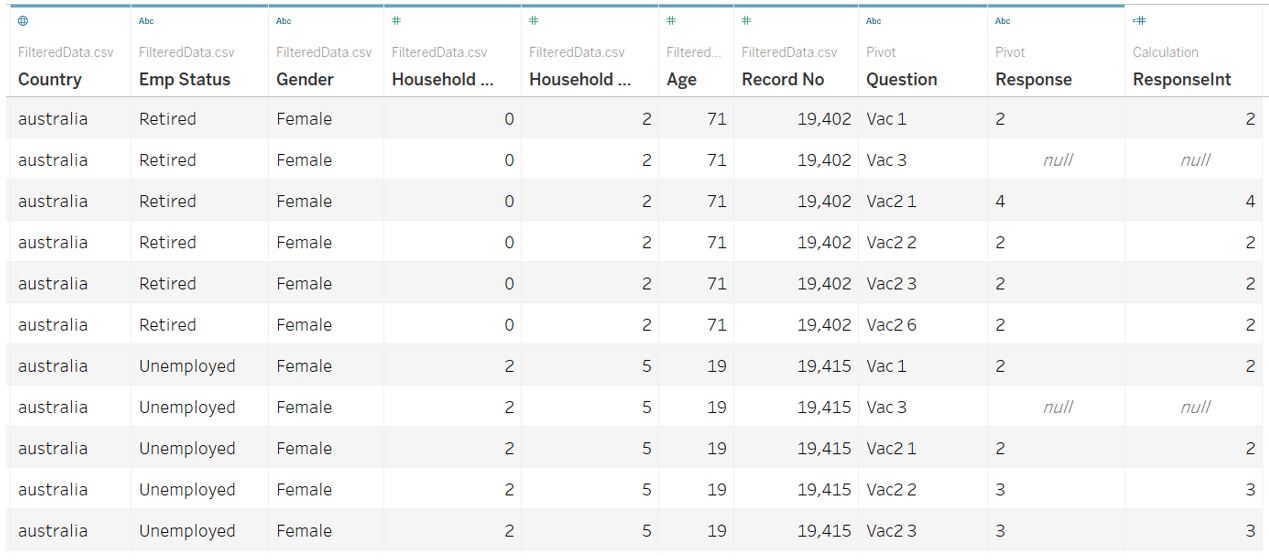 Abc Abc # # # # Abc Abc =#
FilteredData.csv FilteredData.csv FilteredData.csv FilteredData.csv FilteredData.csv Filtered... FilteredData.csv Pivot Pivot Calculation
Country Emp Status Gender Household ... Household ... Age Record No Question Response ResponseInt
australia Retired Female 0 2 71 19,402 Vac 1 2 2
australia Retired Female 0 2 71 19,402 Vac 3 null null
australia Retired Female 0 2 71 19,402 Vac2 1 4 4
australia Retired Female 0 2 71 19,402 Vac2 2 2 2
australia Retired Female 0 2 71 19,402 Vac2 3 2 2
australia Retired Female 0 2 71 19,402 Vac2 6 2 2
australia Unemployed Female 2 5 19 19,415 Vac 1 2 2
australia Unemployed Female 2 5 19 19,415 Vac 3 null null
australia Unemployed Female 2 5 19 19,415 Vac2 1 2 2
australia Unemployed Female 2 5 19 19,415 Vac2 2 3 3
australia Unemployed Female 2 5 19 19,415 Vac2 3 3 3